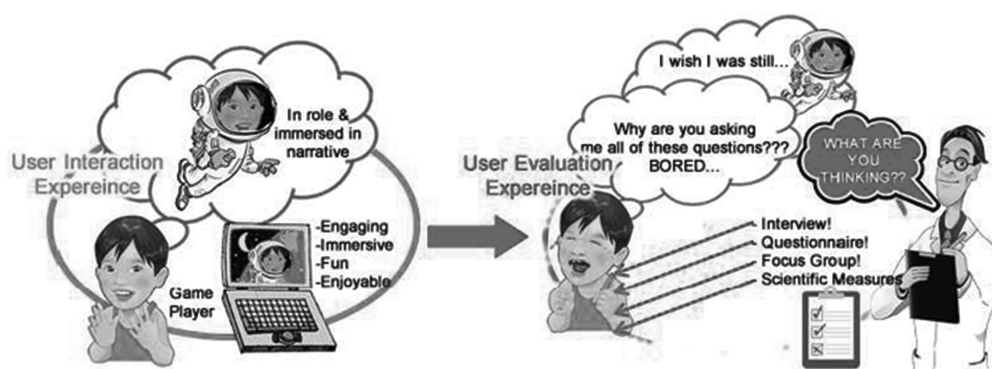 In role &
immersed in
narrative
User Interaction
Expereince
-Engaging
-Immersive
-Fun
-Enjoyable
Game
Player
I wish I was still...
Why are you asking
me all of these questions???
BORED...
User Evaluation
Expereince
WHAT ARE
YOU
THINKING??
Interview!
Questionnaire!
Focus Group!
Scientific Measures